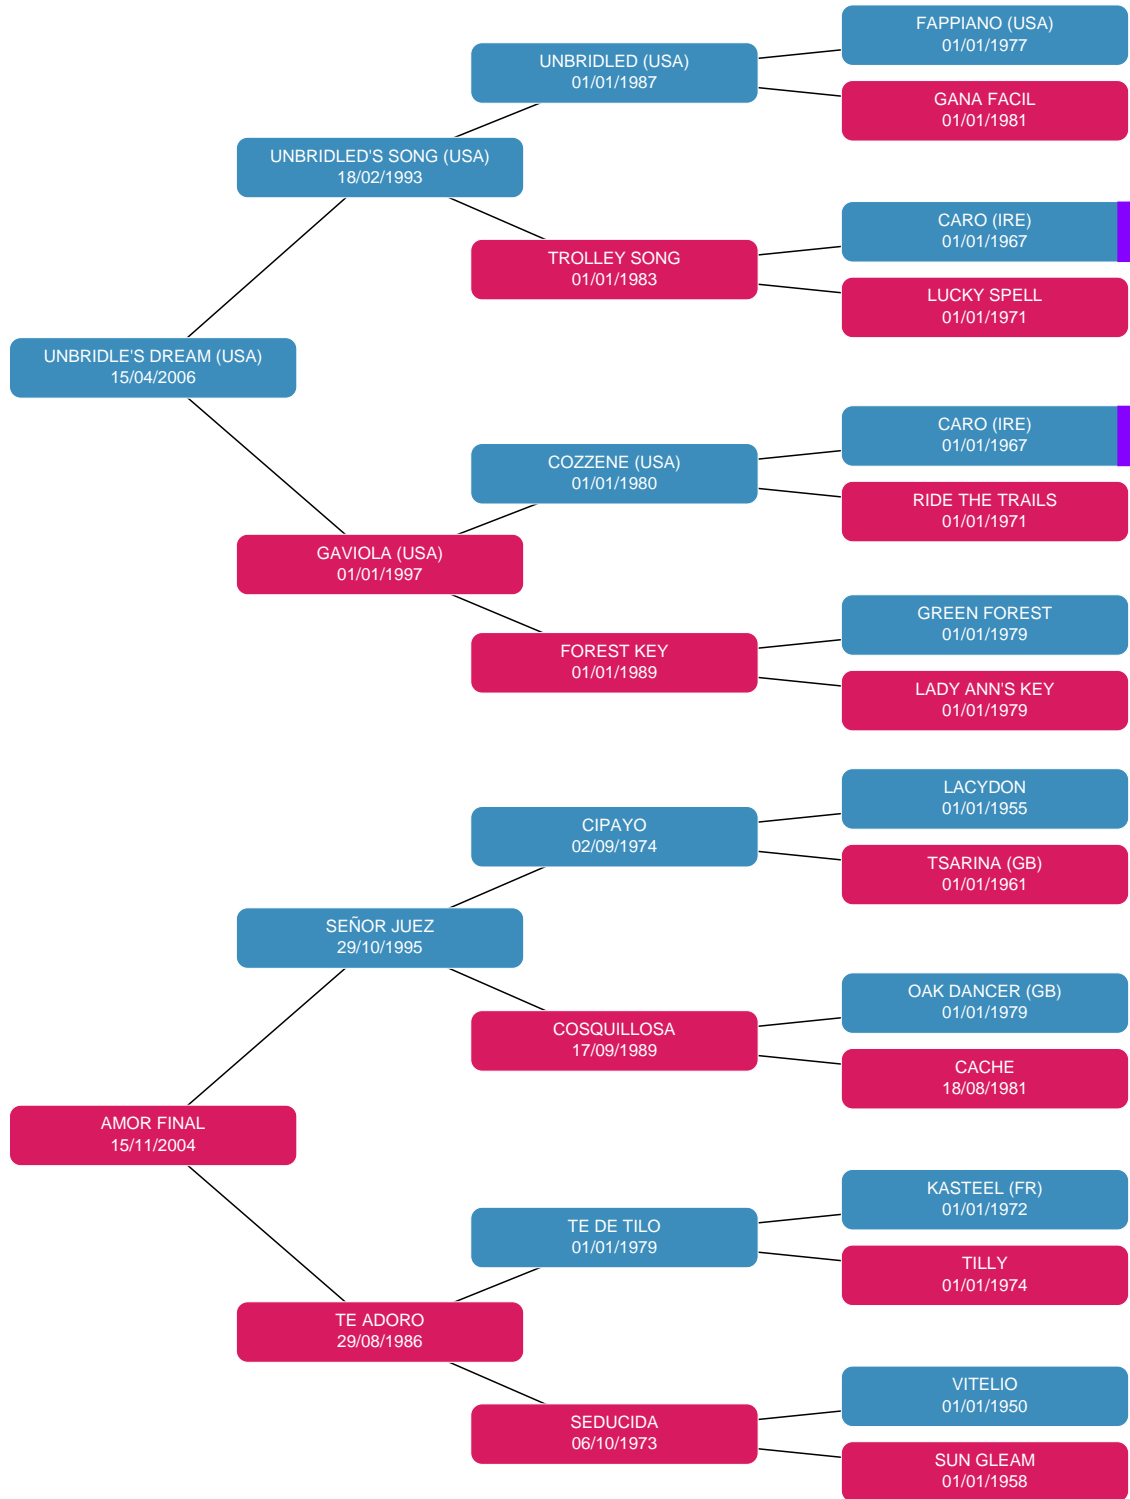 FAPPIANO (USA)
01/01/1977
UNBRIDLED (USA)
01/01/1987
GANA FACIL
01/01/1981
UNBRIDLED'S SONG (USA)
18/02/1993
CARO (IRE)
01/01/1967
TROLLEY SONG
01/01/1983
LUCKY SPELL
01/01/1971
UNBRIDLE'S DREAM (USA)
15/04/2006
CARO (IRE)
01/01/1967
COZZENE (USA)
01/01/1980
RIDE THE TRAILS
01/01/1971
GAVIOLA (USA)
01/01/1997
GREEN FOREST
01/01/1979
FOREST KEY
01/01/1989
LADY ANN'S KEY
01/01/1979
LACYDON
01/01/1955
CIPAYO
02/09/1974
TSARINA (GB)
01/01/1961
SEÑOR JUEZ
29/10/1995
OAK DANCER (GB)
01/01/1979
COSQUILLOSA
17/09/1989
CACHE
18/08/1981
AMOR FINAL
15/11/2004
KASTEEL (FR)
01/01/1972
TE DE TILO
01/01/1979
TILLY
01/01/1974
TE ADORO
29/08/1986
VITELIO
01/01/1950
SEDUCIDA
06/10/1973
SUN GLEAM
01/01/1958